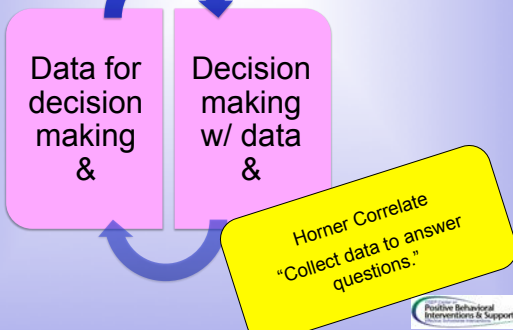 Data for
decision
making
&
Decision
making
w/ data
&
Horner Correlate
“Collect data to answer
questions.”
Positive Behavioral
Interventions & Support